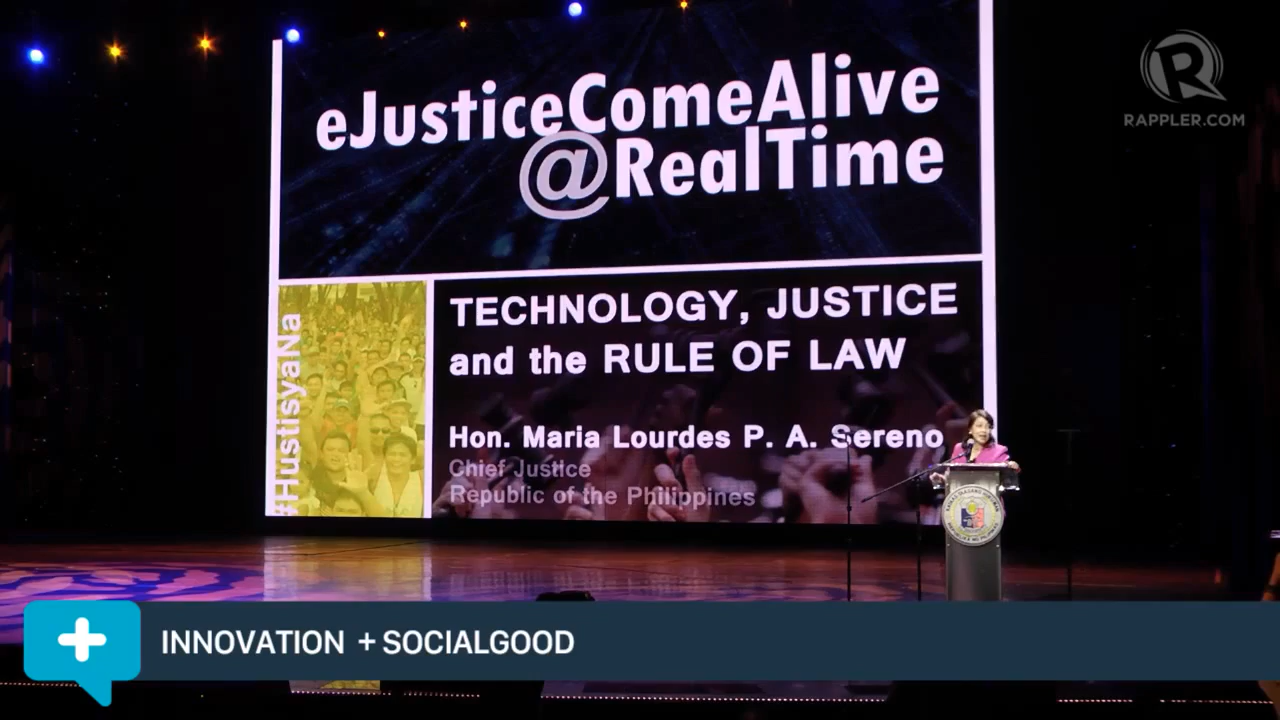 eJusticeComeAlive
@RealTime
R
RAPPLER.COM
#HustisyaNa
TECHNOLOGY, JUSTICE
and the RULE OF LAW
Hon. Maria Lourdes P. A. Sereno
Chief Justice
Republic of the Philippines
INNOVATION + SOCIALGOOD